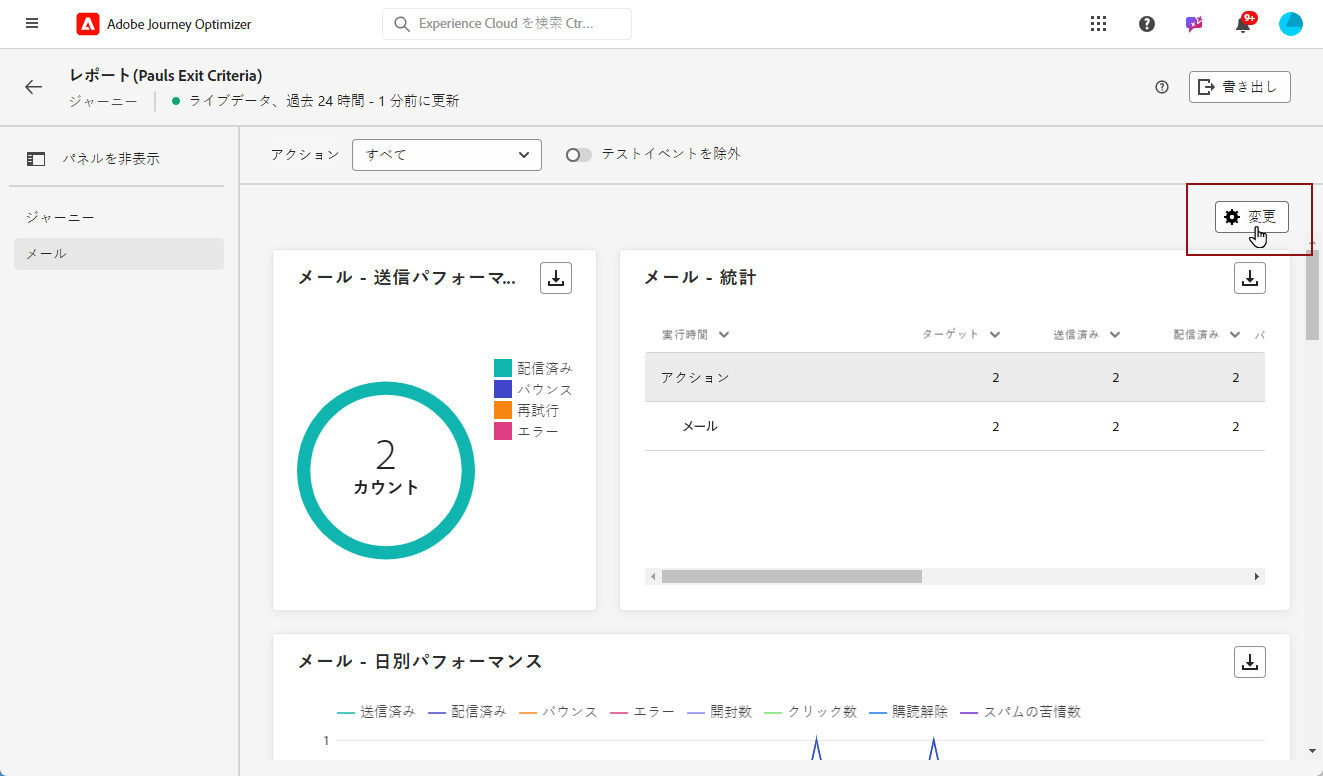 Adobe Journey Optimizer
Experience Cloud を検索 Ctr...
9+
レポート (Pauls Exit Criteria)
ジャーニー
ライブデータ、過去 24 時間 - 1 分前に更新
書き出し
パネルを非表示
アクション
すべて
テストイベントを除外
ジャーニー
メール
変更
メール - 送信パフォーマ...
配信済み
バウンス
再試行
エラー
2
カウント
メール - 統計
実行時間 ターゲット 送信済み 配信済み バ
アクション 2 2 2
メール 2 2 2
メール - 日別パフォーマンス
送信済み 配信済み バウンス エラー 開封数 クリック数 購読解除 スパムの苦情数
1